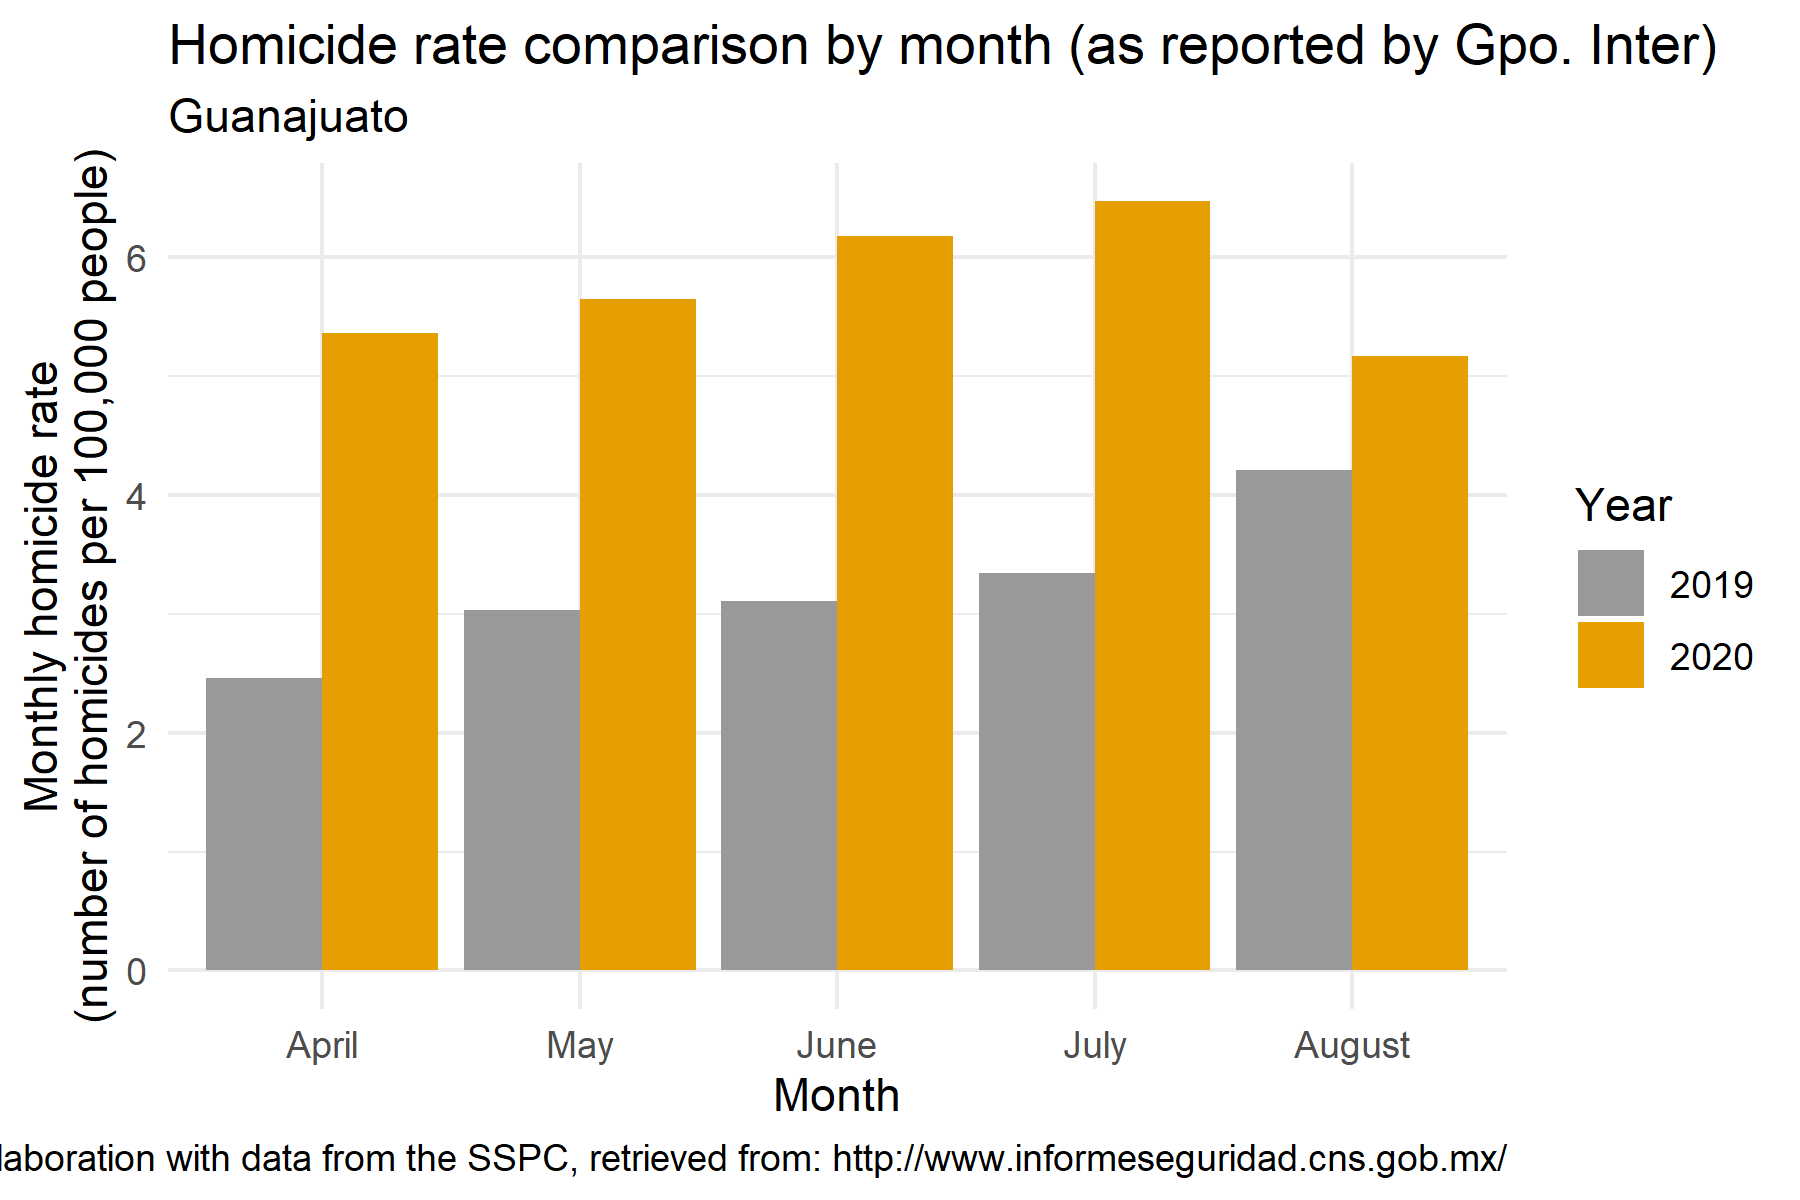 Homicide rate comparison by month (as reported by Gpo. Inter)
Guanajuato
Monthly homicide rate
(number of homicides per 100,000 people)
6
4
2
0
April May June July August
Month
Year
2019
2020
laboration with data from the SSPC, retrieved from: http://www.informeseguridad.cns.gob.mx/